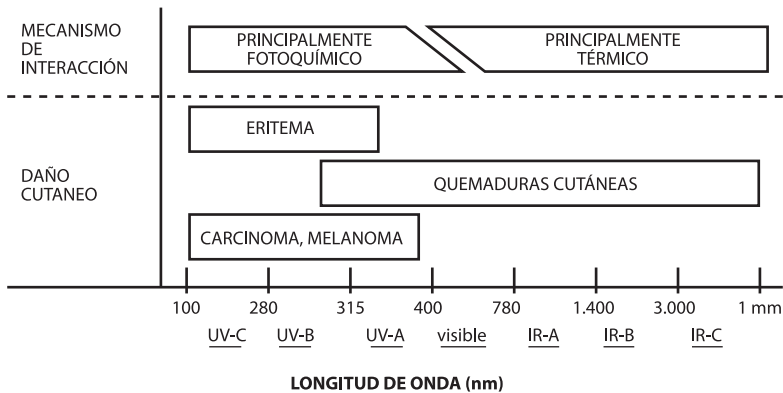 MECANISMO
DE
INTERACCIÓN
PRINCIPALMENTE
FOTOQUÍMICO
PRINCIPALMENTE
TÉRMICO
DAÑO
CUTANEO
ERITEMA
QUEMADURAS CUTÁNEAS
CARCINOMA, MELANOMA
100 280 315 400 780 1.400 3.000 1 mm
UV-C UV-B UV-A visible IR-A IR-B IR-C
LONGITUD DE ONDA (nm)